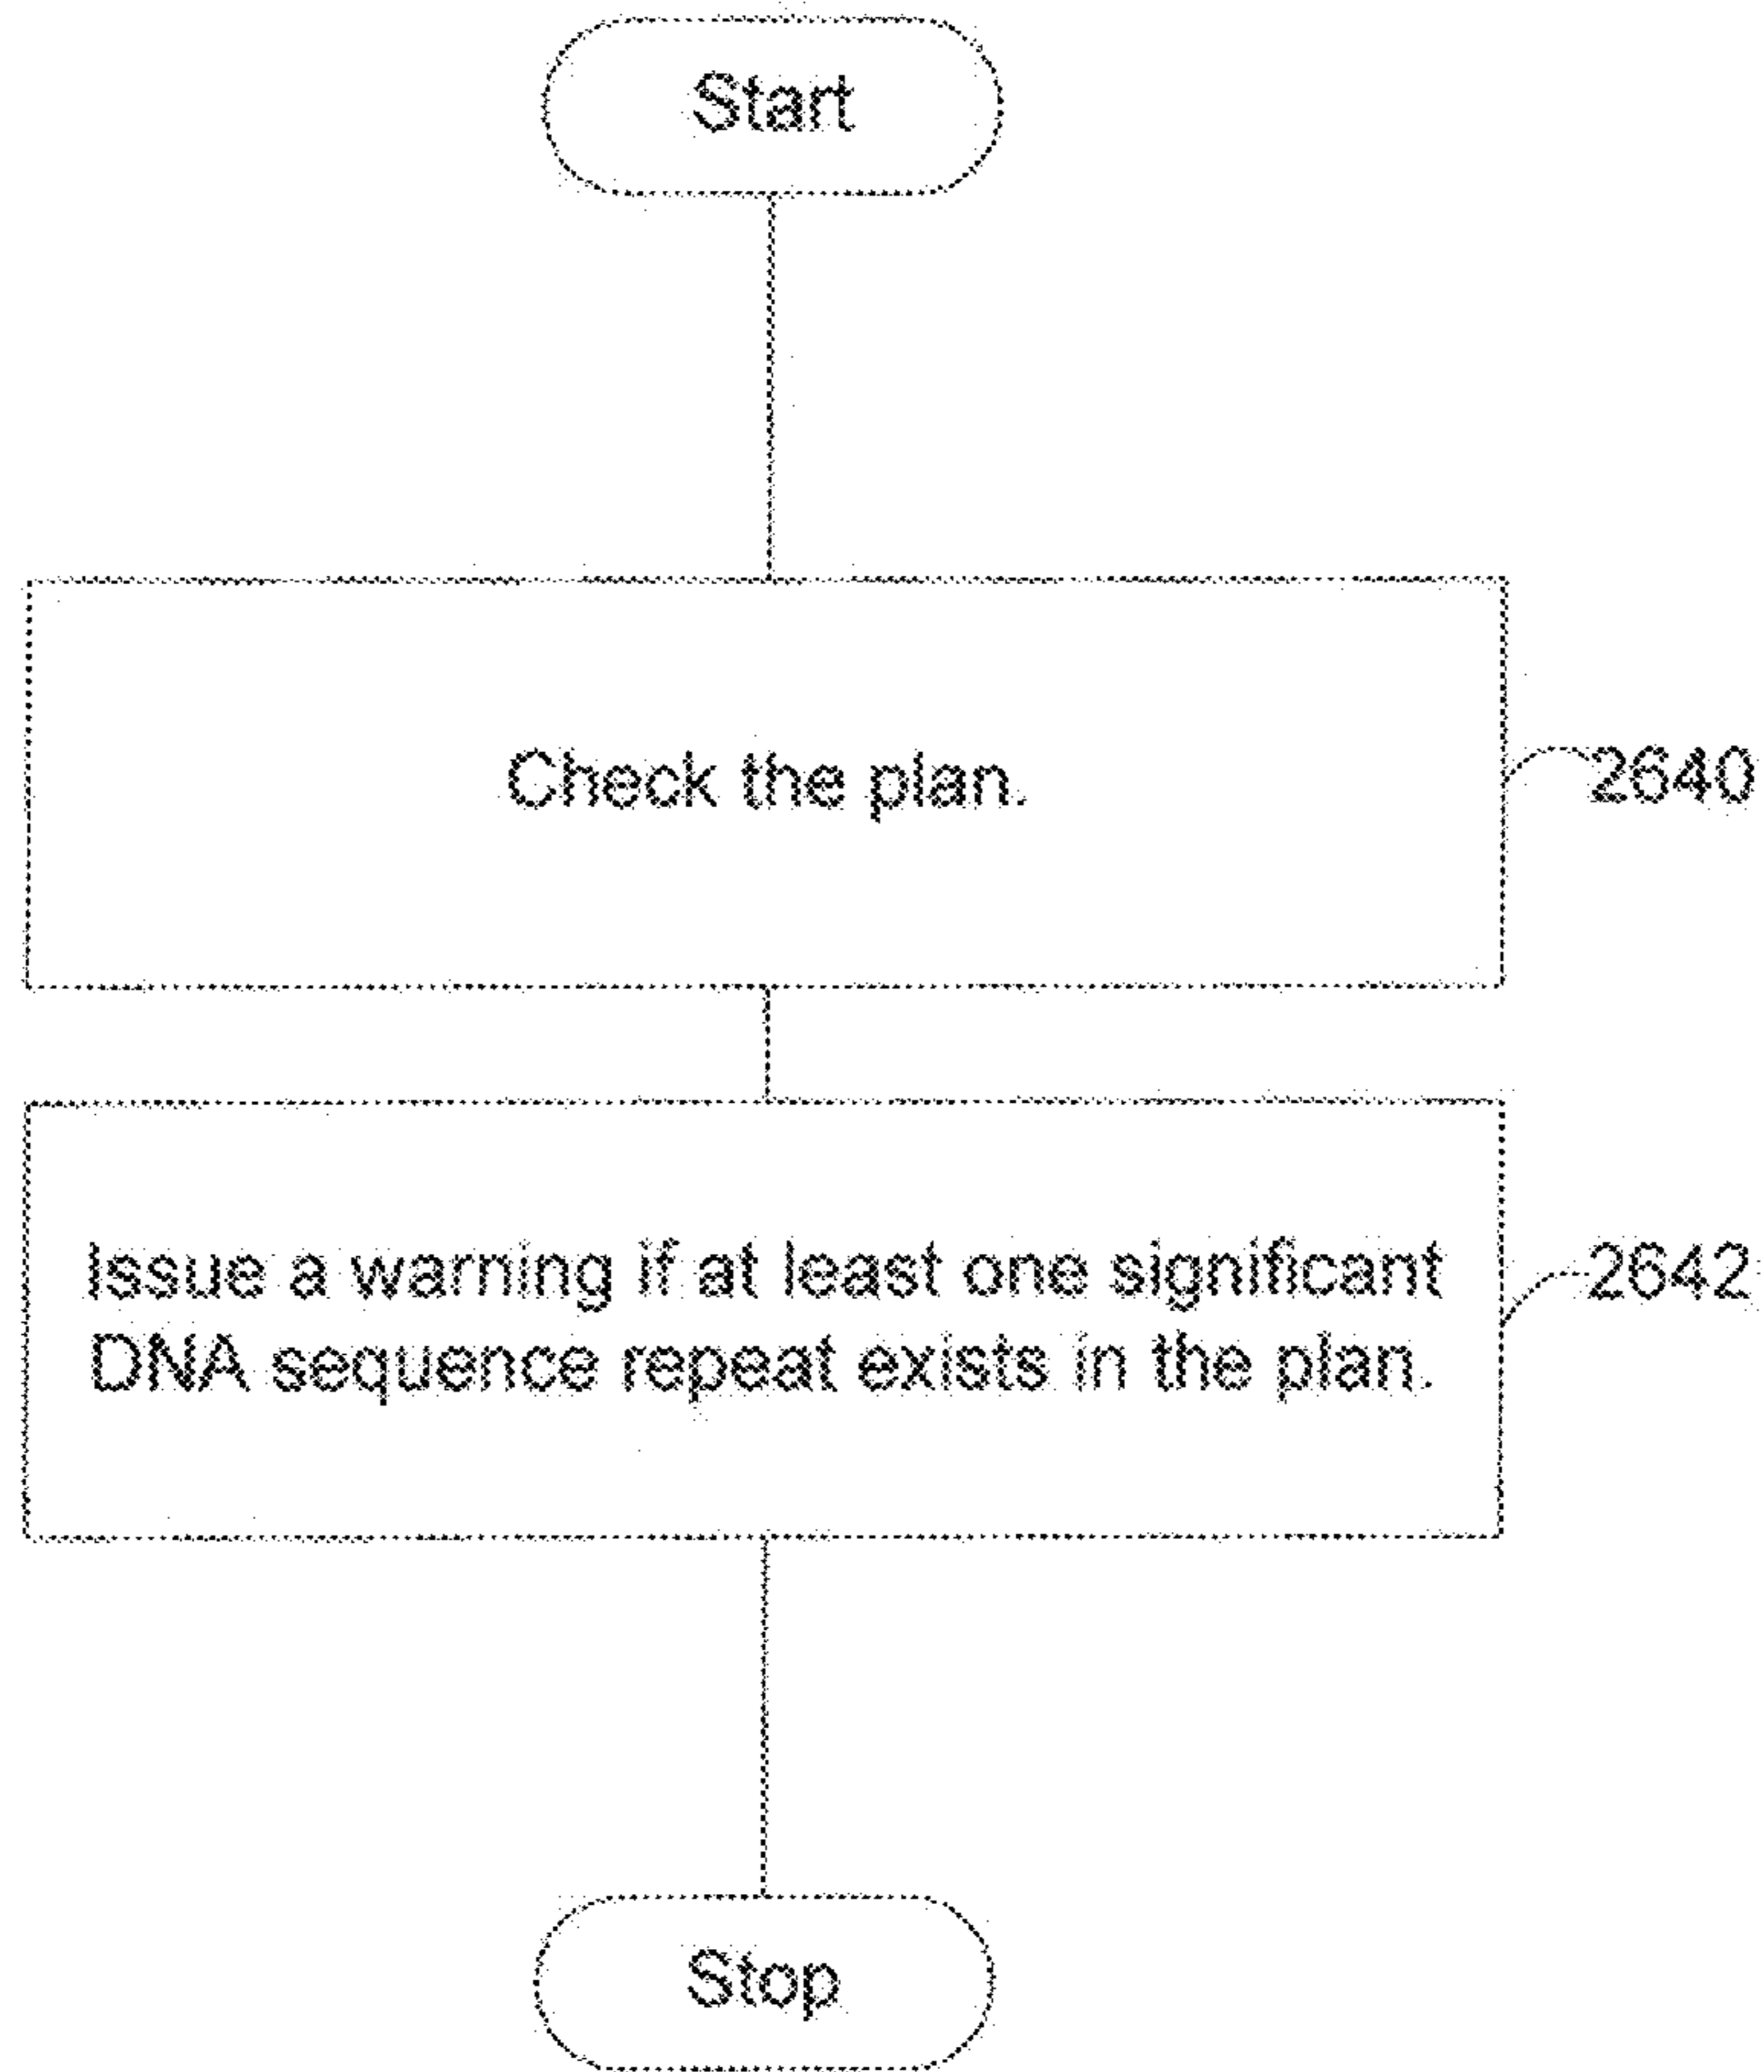 Start
Check the plan.
2640
Issue a warning if at least one significant
DNA sequence repeat exists in the plan.
2642
Stop